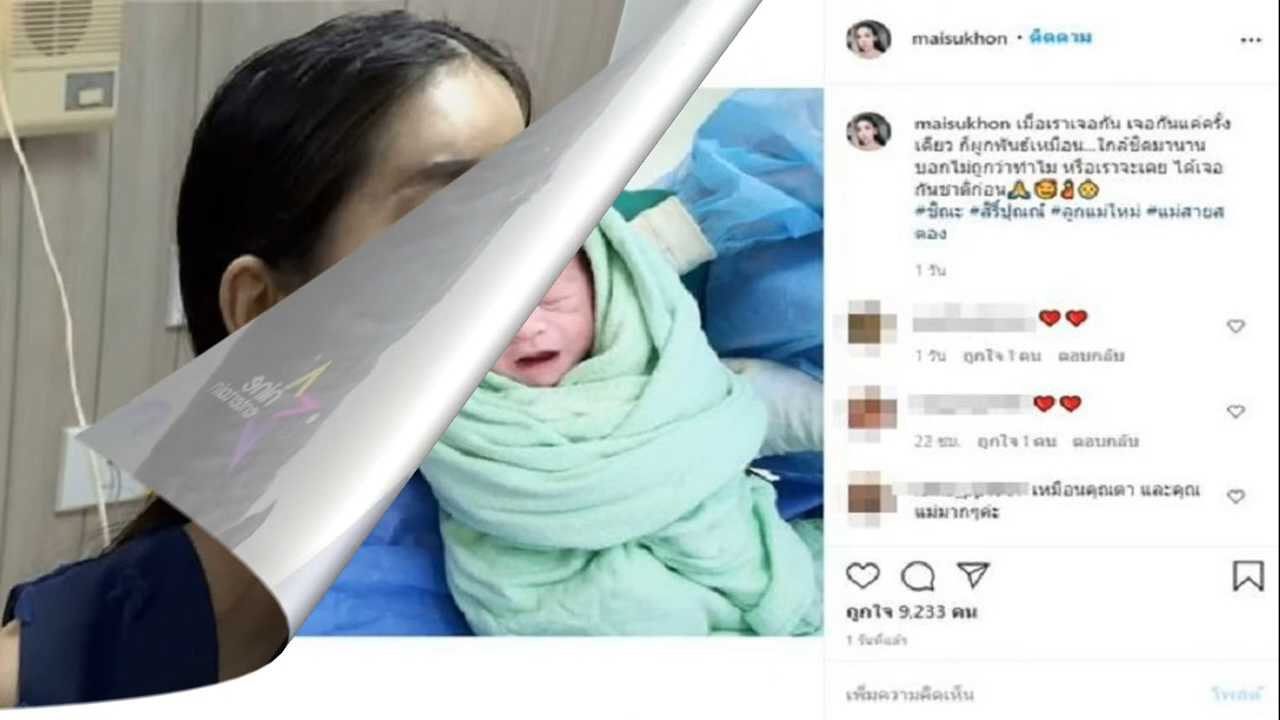 maisukhon • ติดตาม
maisukhon เมื่อเราเจอกัน เจอกันแค่ครั้ง
เดียว ก็ผูกพันธ์เหมือน...ใกล้ชิดมานาน
บอกไม่ถูกว่าทำไม หรือเราจะเคย ได้เจอ
กันชาติก่อน🙏🥰🤰👶
#ขิณะ #สิริปุณณ์ #ลูกแม่ใหม่ #แม่สายส
ตอง
1 วัน
❤️❤️
1 วัน ถูกใจ 1 คน ตอบกลับ
❤️❤️
22 ชม. ถูกใจ 1 คน ตอบกลับ
เหมือนคุณตา และคุณ
แม่มากๆค่ะ
ถูกใจ 9,233 คน
1 วันที่แล้ว
เพิ่มความคิดเห็น
โพสต์